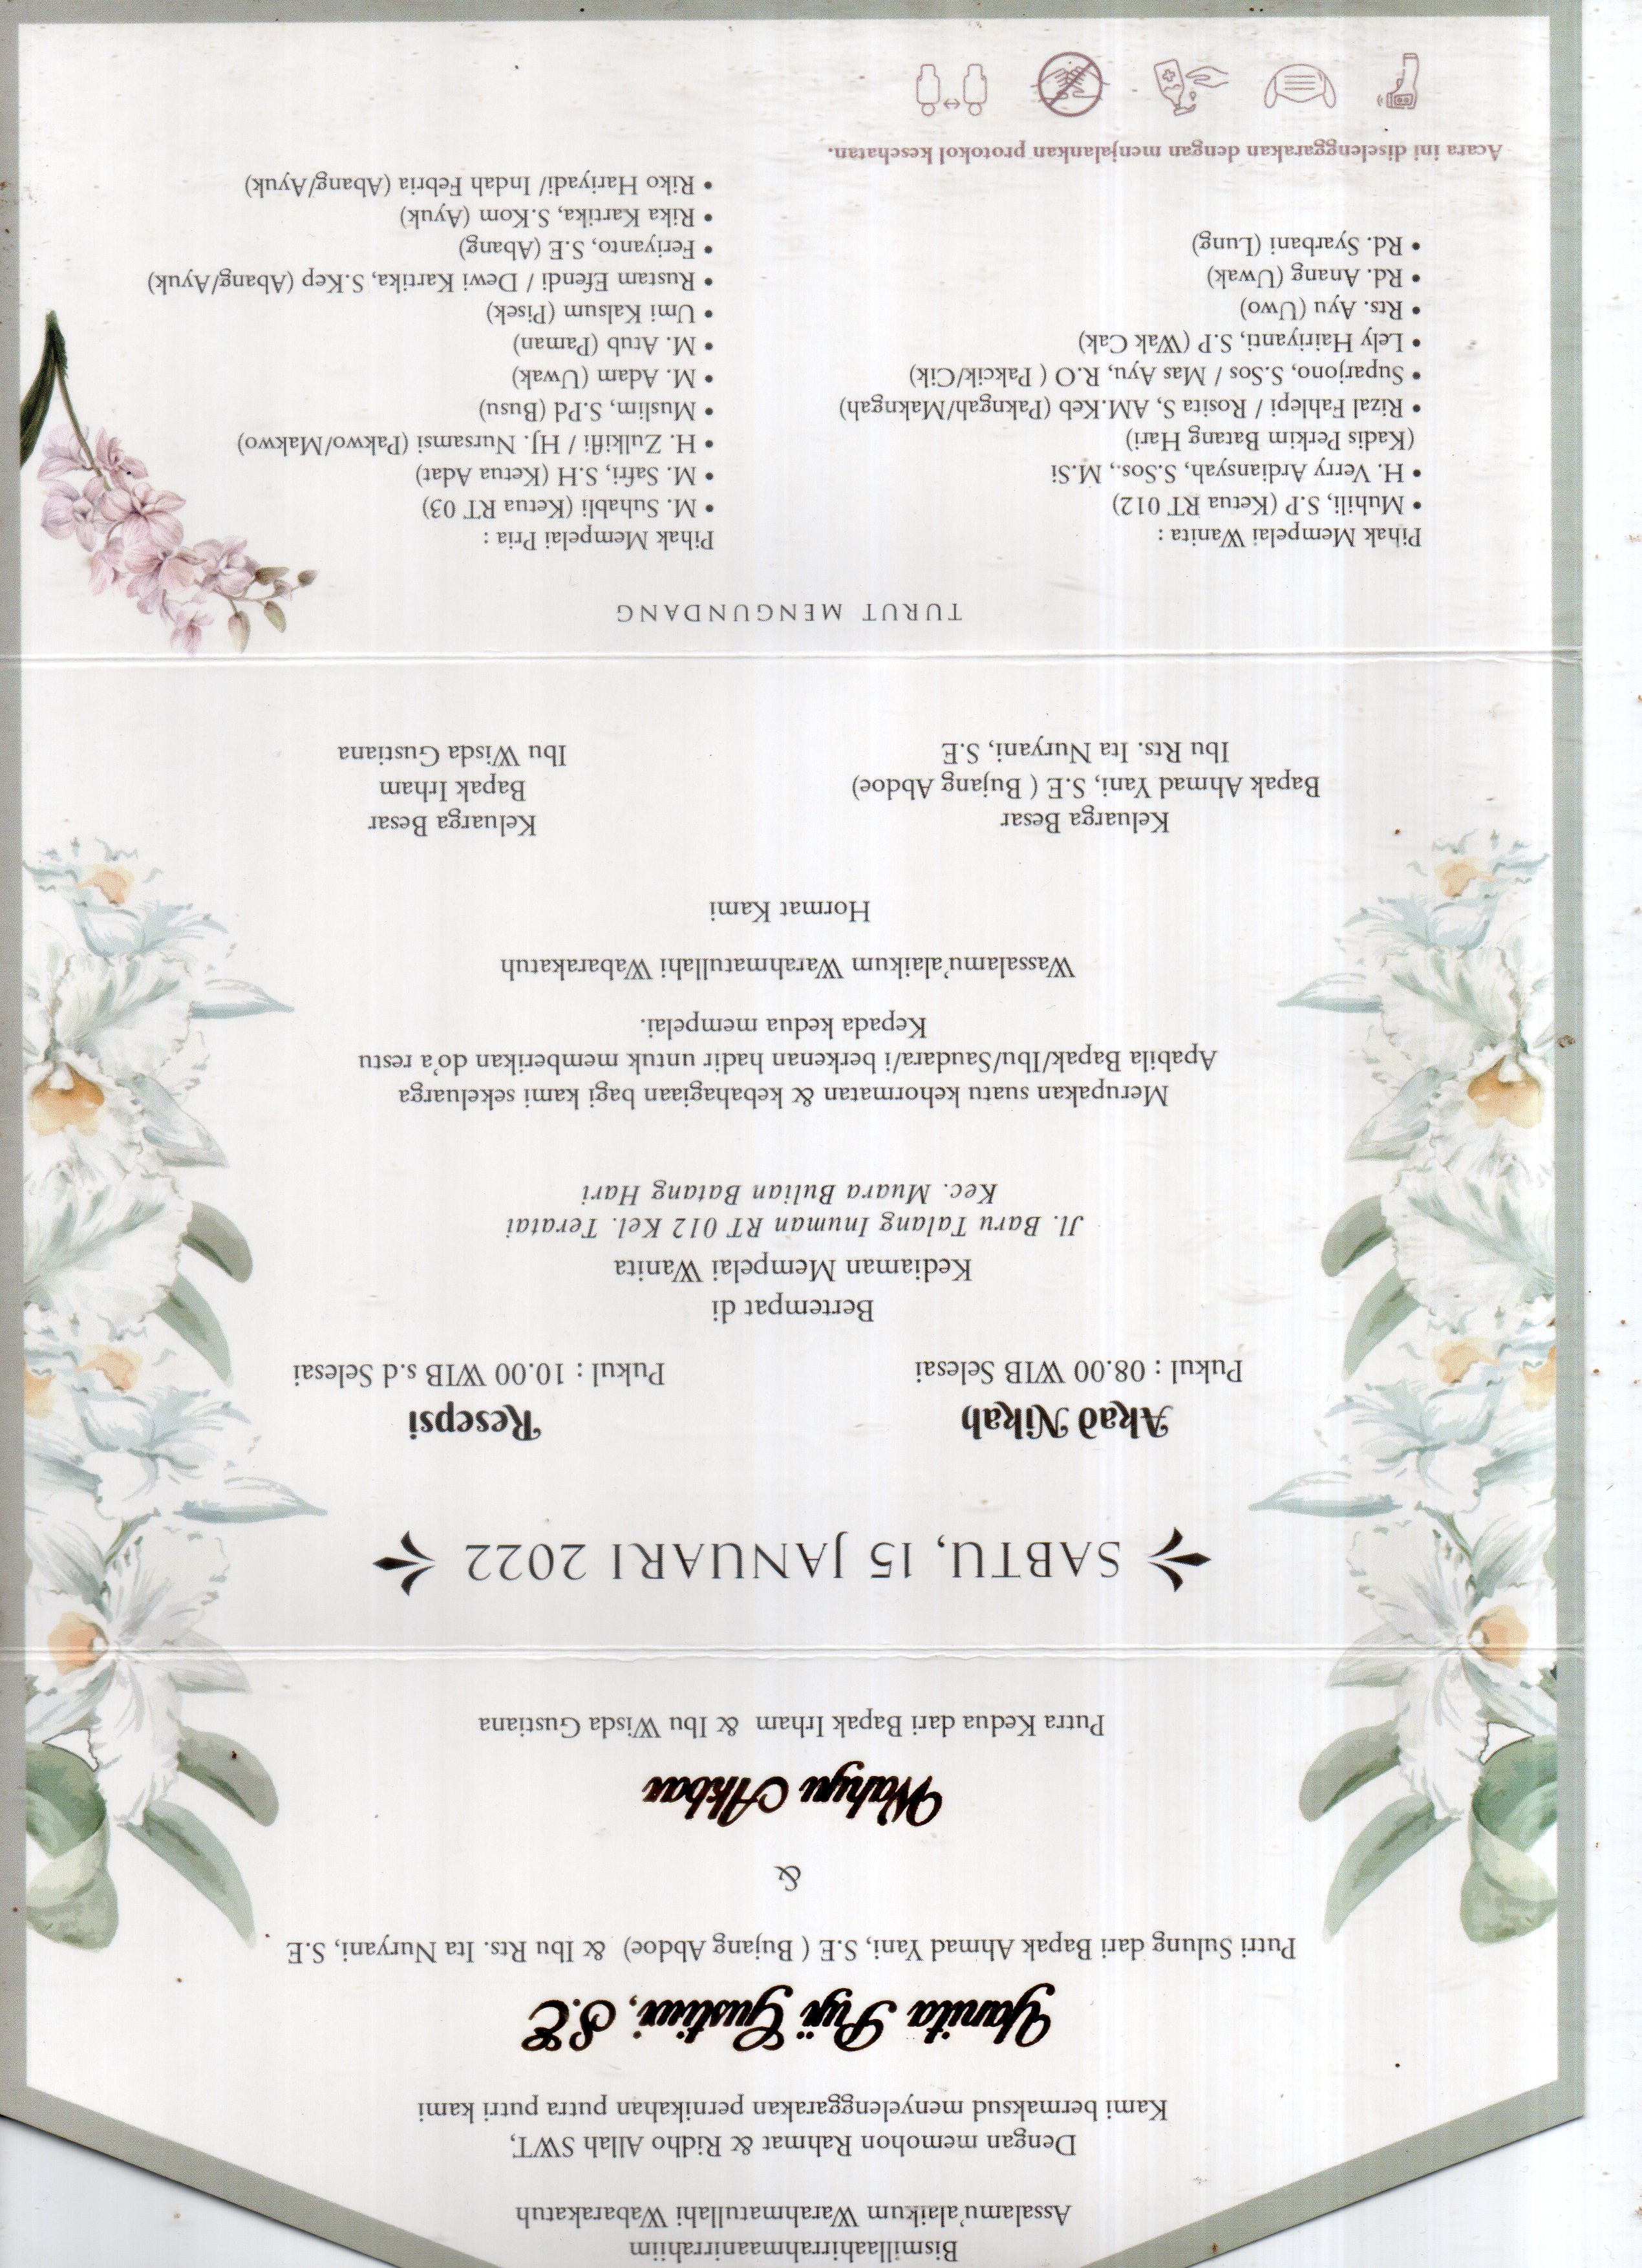 Bismillaahirrahmaanirrahiim
Assalamu’alaikum Warahmatullahi Wabarakatuh
Dengan memohon Rahmat & Ridho Allah SWT,
Kami bermaksud menyelenggarakan pernikahan putra putri kami
Yanita Puji Gustiwi, S.E
Putri Sulung dari Bapak Ahmad Yani, S.E ( Bujang Abdoe) & Ibu Rts. Ita Nuryani, S.E
&
Wahyu Akbar
Putra Kedua dari Bapak Irham & Ibu Wisda Gustiana
SABTU, 15 JANUARI 2022
Akad Nikah
Pukul : 08.00 WIB Selesai
Resepsi
Pukul : 10.00 WIB s.d Selesai
Bertempat di
Kediaman Mempelai Wanita
Jl. Baru Talang Inuman RT 012 Kel. Teratai
Kec. Muara Bulian Batang Hari
Merupakan suatu kehormatan & kebahagiaan bagi kami sekeluarga
Apabila Bapak/Ibu/Saudara/i berkenan hadir untuk memberikan do’a restu
Kepada kedua mempelai.
Wassalamu’alaikum Warahmatullahi Wabarakatuh
Hormat Kami
Keluarga Besar
Bapak Ahmad Yani, S.E ( Bujang Abdoe)
Ibu Rts. Ita Nuryani, S.E
Keluarga Besar
Bapak Irham
Ibu Wisda Gustiana
TURUT MENGUNDANG
Pihak Mempelai Wanita :
• Muhili, S.P (Ketua RT 012)
• H. Verry Ardiansyah, S.Sos., M.Si
(Kadis Perkim Batang Hari)
• Rizal Fahlepi / Rosita S, AM.Keb (Pakngah/Makngah)
• Suparjono, S.Sos / Mas Ayu, R.O ( Pakcik/Cik)
• Lely Hairiyanti, S.P (Wak Cak)
• Rts. Ayu (Uwo)
• Rd. Anang (Uwak)
• Rd. Syarbani (Lung)
Pihak Mempelai Pria :
• M. Suhabli (Ketua RT 03)
• M. Safri, S.H (Ketua Adat)
• H. Zulkifli / HJ. Nursamsi (Pakwo/Makwo)
• Muslim, S.Pd (Busu)
• M. Adam (Uwak)
• M. Atub (Paman)
• Umi Kalsum (Pisek)
• Rustam Efendi / Dewi Kartika, S.Kep (Abang/Ayuk)
• Feriyanto, S.E (Abang)
• Rika Kartika, S.Kom (Ayuk)
• Riko Hariyadi/ Indah Febria (Abang/Ayuk)
Acara ini diselenggarakan dengan menjalankan protokol kesehatan.